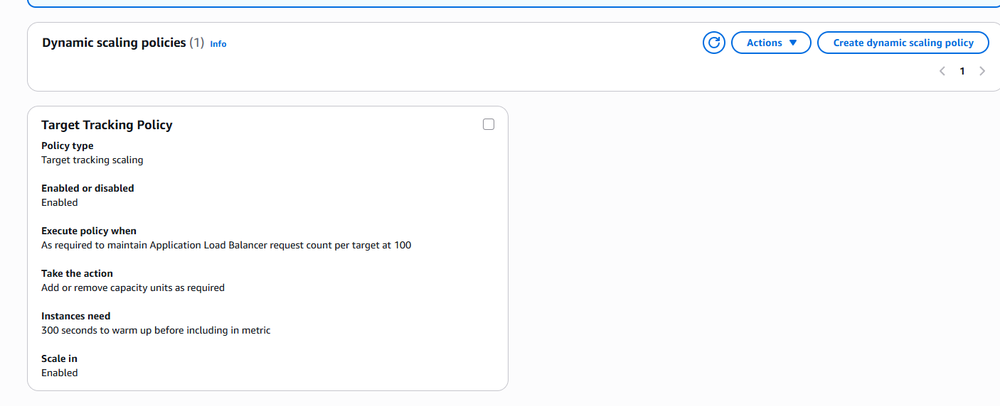 Dynamic scaling policies (1) Info
Actions
Create dynamic scaling policy
1
Target Tracking Policy
Policy type
Target tracking scaling
Enabled or disabled
Enabled
Execute policy when
As required to maintain Application Load Balancer request count per target at 100
Take the action
Add or remove capacity units as required
Instances need
300 seconds to warm up before including in metric
Scale in
Enabled